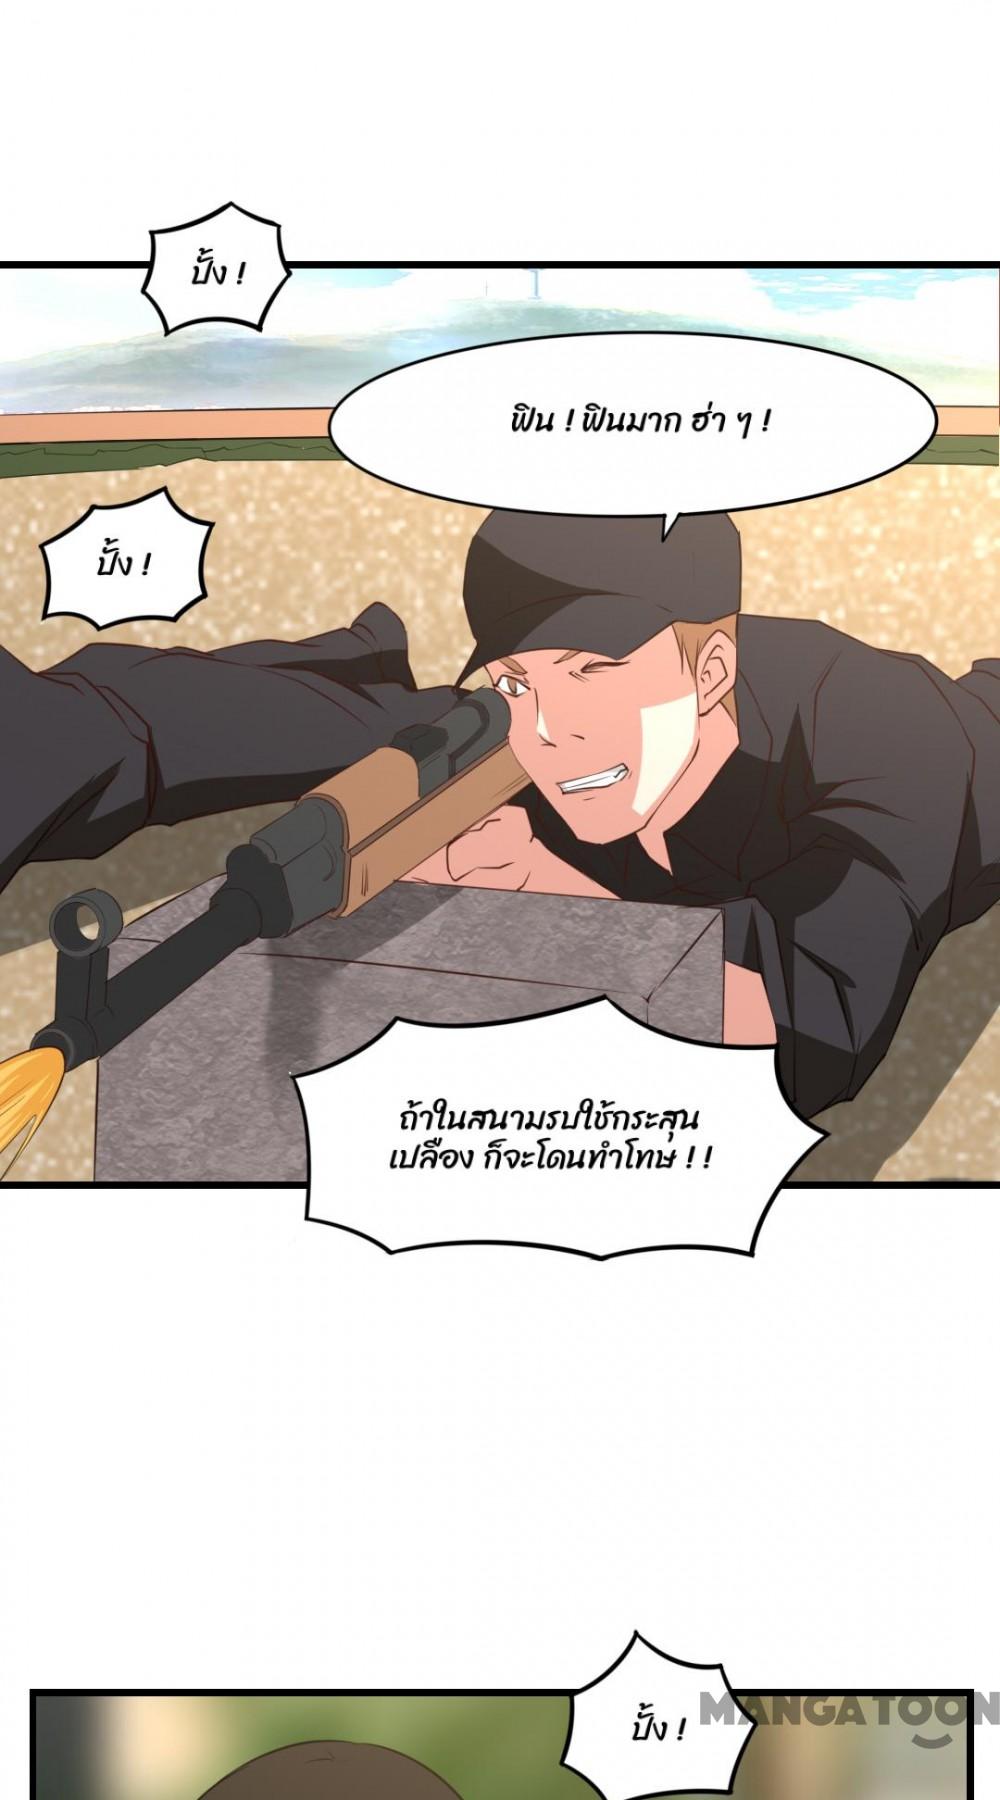 ปั้ง !
ฟิน ! ฟินมาก ฮ่า ๆ !
ปั้ง !
ถ้าในสนามรบใช้กระสุน
เปลือง ก็จะโดนทำโทษ ! !
ปั้ง !
MANGATOON